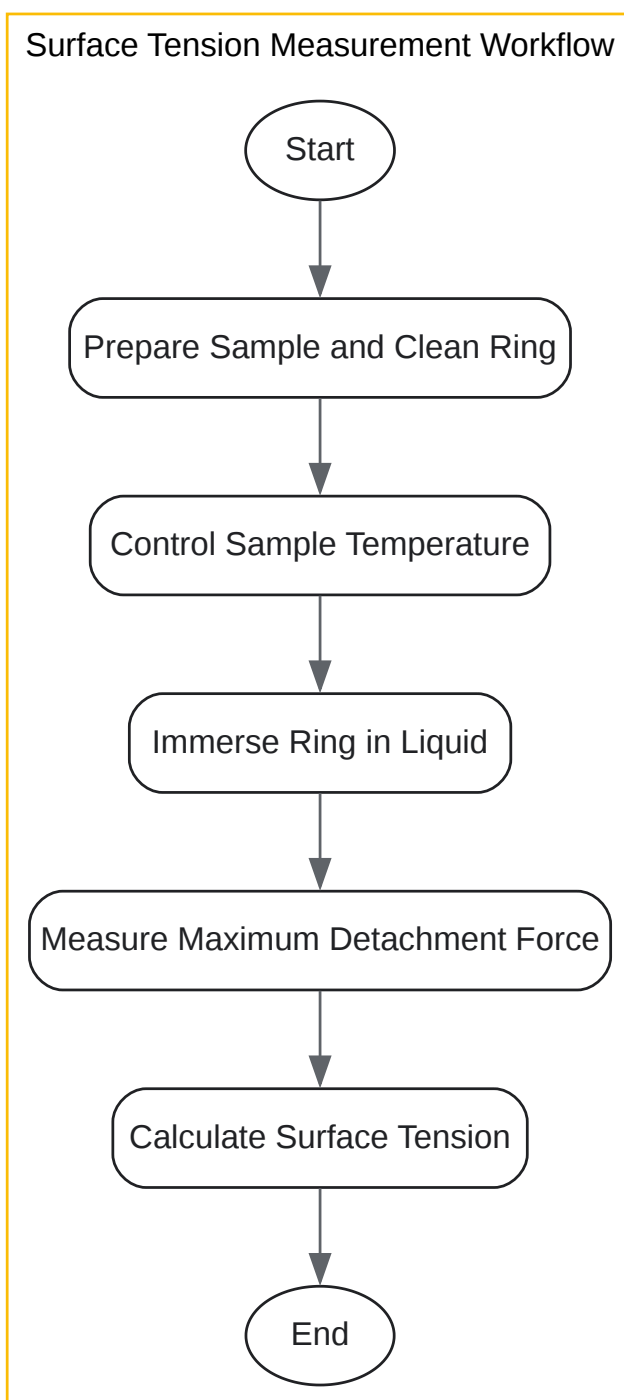 Surface Tension Measurement Workflow
Start
Prepare Sample and Clean Ring
Control Sample Temperature
Immerse Ring in Liquid
Measure Maximum Detachment Force
Calculate Surface Tension
End